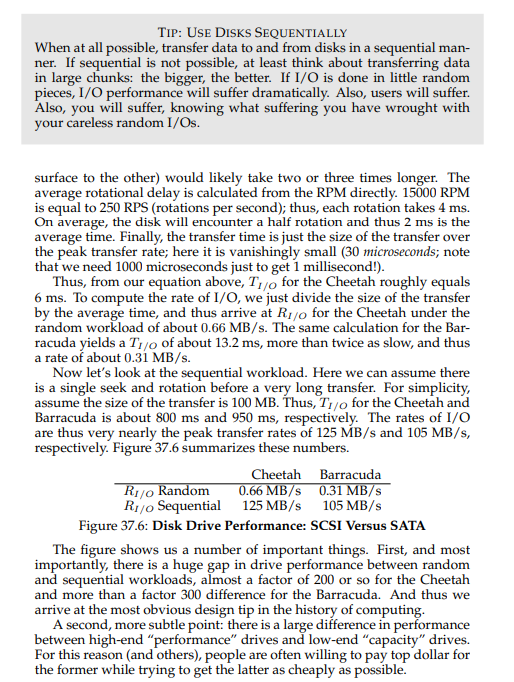 TIP: USE DISKS SEQUENTIALLY
When at all possible, transfer data to and from disks in a sequential man-
ner. If sequential is not possible, at least think about transferring data
in large chunks: the bigger, the better. If I/O is done in little random
pieces, I/O performance will suffer dramatically. Also, users will suffer.
Also, you will suffer, knowing what suffering you have wrought with
your careless random I/Os.
surface to the other) would likely take two or three times longer. The
average rotational delay is calculated from the RPM directly. 15000 RPM
is equal to 250 RPS (rotations per second); thus, each rotation takes 4 ms.
On average, the disk will encounter a half rotation and thus 2 ms is the
average time. Finally, the transfer time is just the size of the transfer over
the peak transfer rate; here it is vanishingly small (30 microseconds; note
that we need 1000 microseconds just to get 1 millisecond!).
Thus, from our equation above, T_I/O for the Cheetah roughly equals
6 ms. To compute the rate of I/O, we just divide the size of the transfer
by the average time, and thus arrive at R_I/O for the Cheetah under the
random workload of about 0.66 MB/s. The same calculation for the Bar-
racuda yields a T_I/O of about 13.2 ms, more than twice as slow, and thus
a rate of about 0.31 MB/s.
Now let's look at the sequential workload. Here we can assume there
is a single seek and rotation before a very long transfer. For simplicity,
assume the size of the transfer is 100 MB. Thus, T_I/O for the Cheetah and
Barracuda is about 800 ms and 950 ms, respectively. The rates of I/O
are thus very nearly the peak transfer rates of 125 MB/s and 105 MB/s,
respectively. Figure 37.6 summarizes these numbers.
Cheetah Barracuda
R_I/O Random 0.66 MB/s 0.31 MB/s
R_I/O Sequential 125 MB/s 105 MB/s
Figure 37.6: Disk Drive Performance: SCSI Versus SATA
The figure shows us a number of important things. First, and most
importantly, there is a huge gap in drive performance between random
and sequential workloads, almost a factor of 200 or so for the Cheetah
and more than a factor 300 difference for the Barracuda. And thus we
arrive at the most obvious design tip in the history of computing.
A second, more subtle point: there is a large difference in performance
between high-end "performance" drives and low-end "capacity" drives.
For this reason (and others), people are often willing to pay top dollar for
the former while trying to get the latter as cheaply as possible.